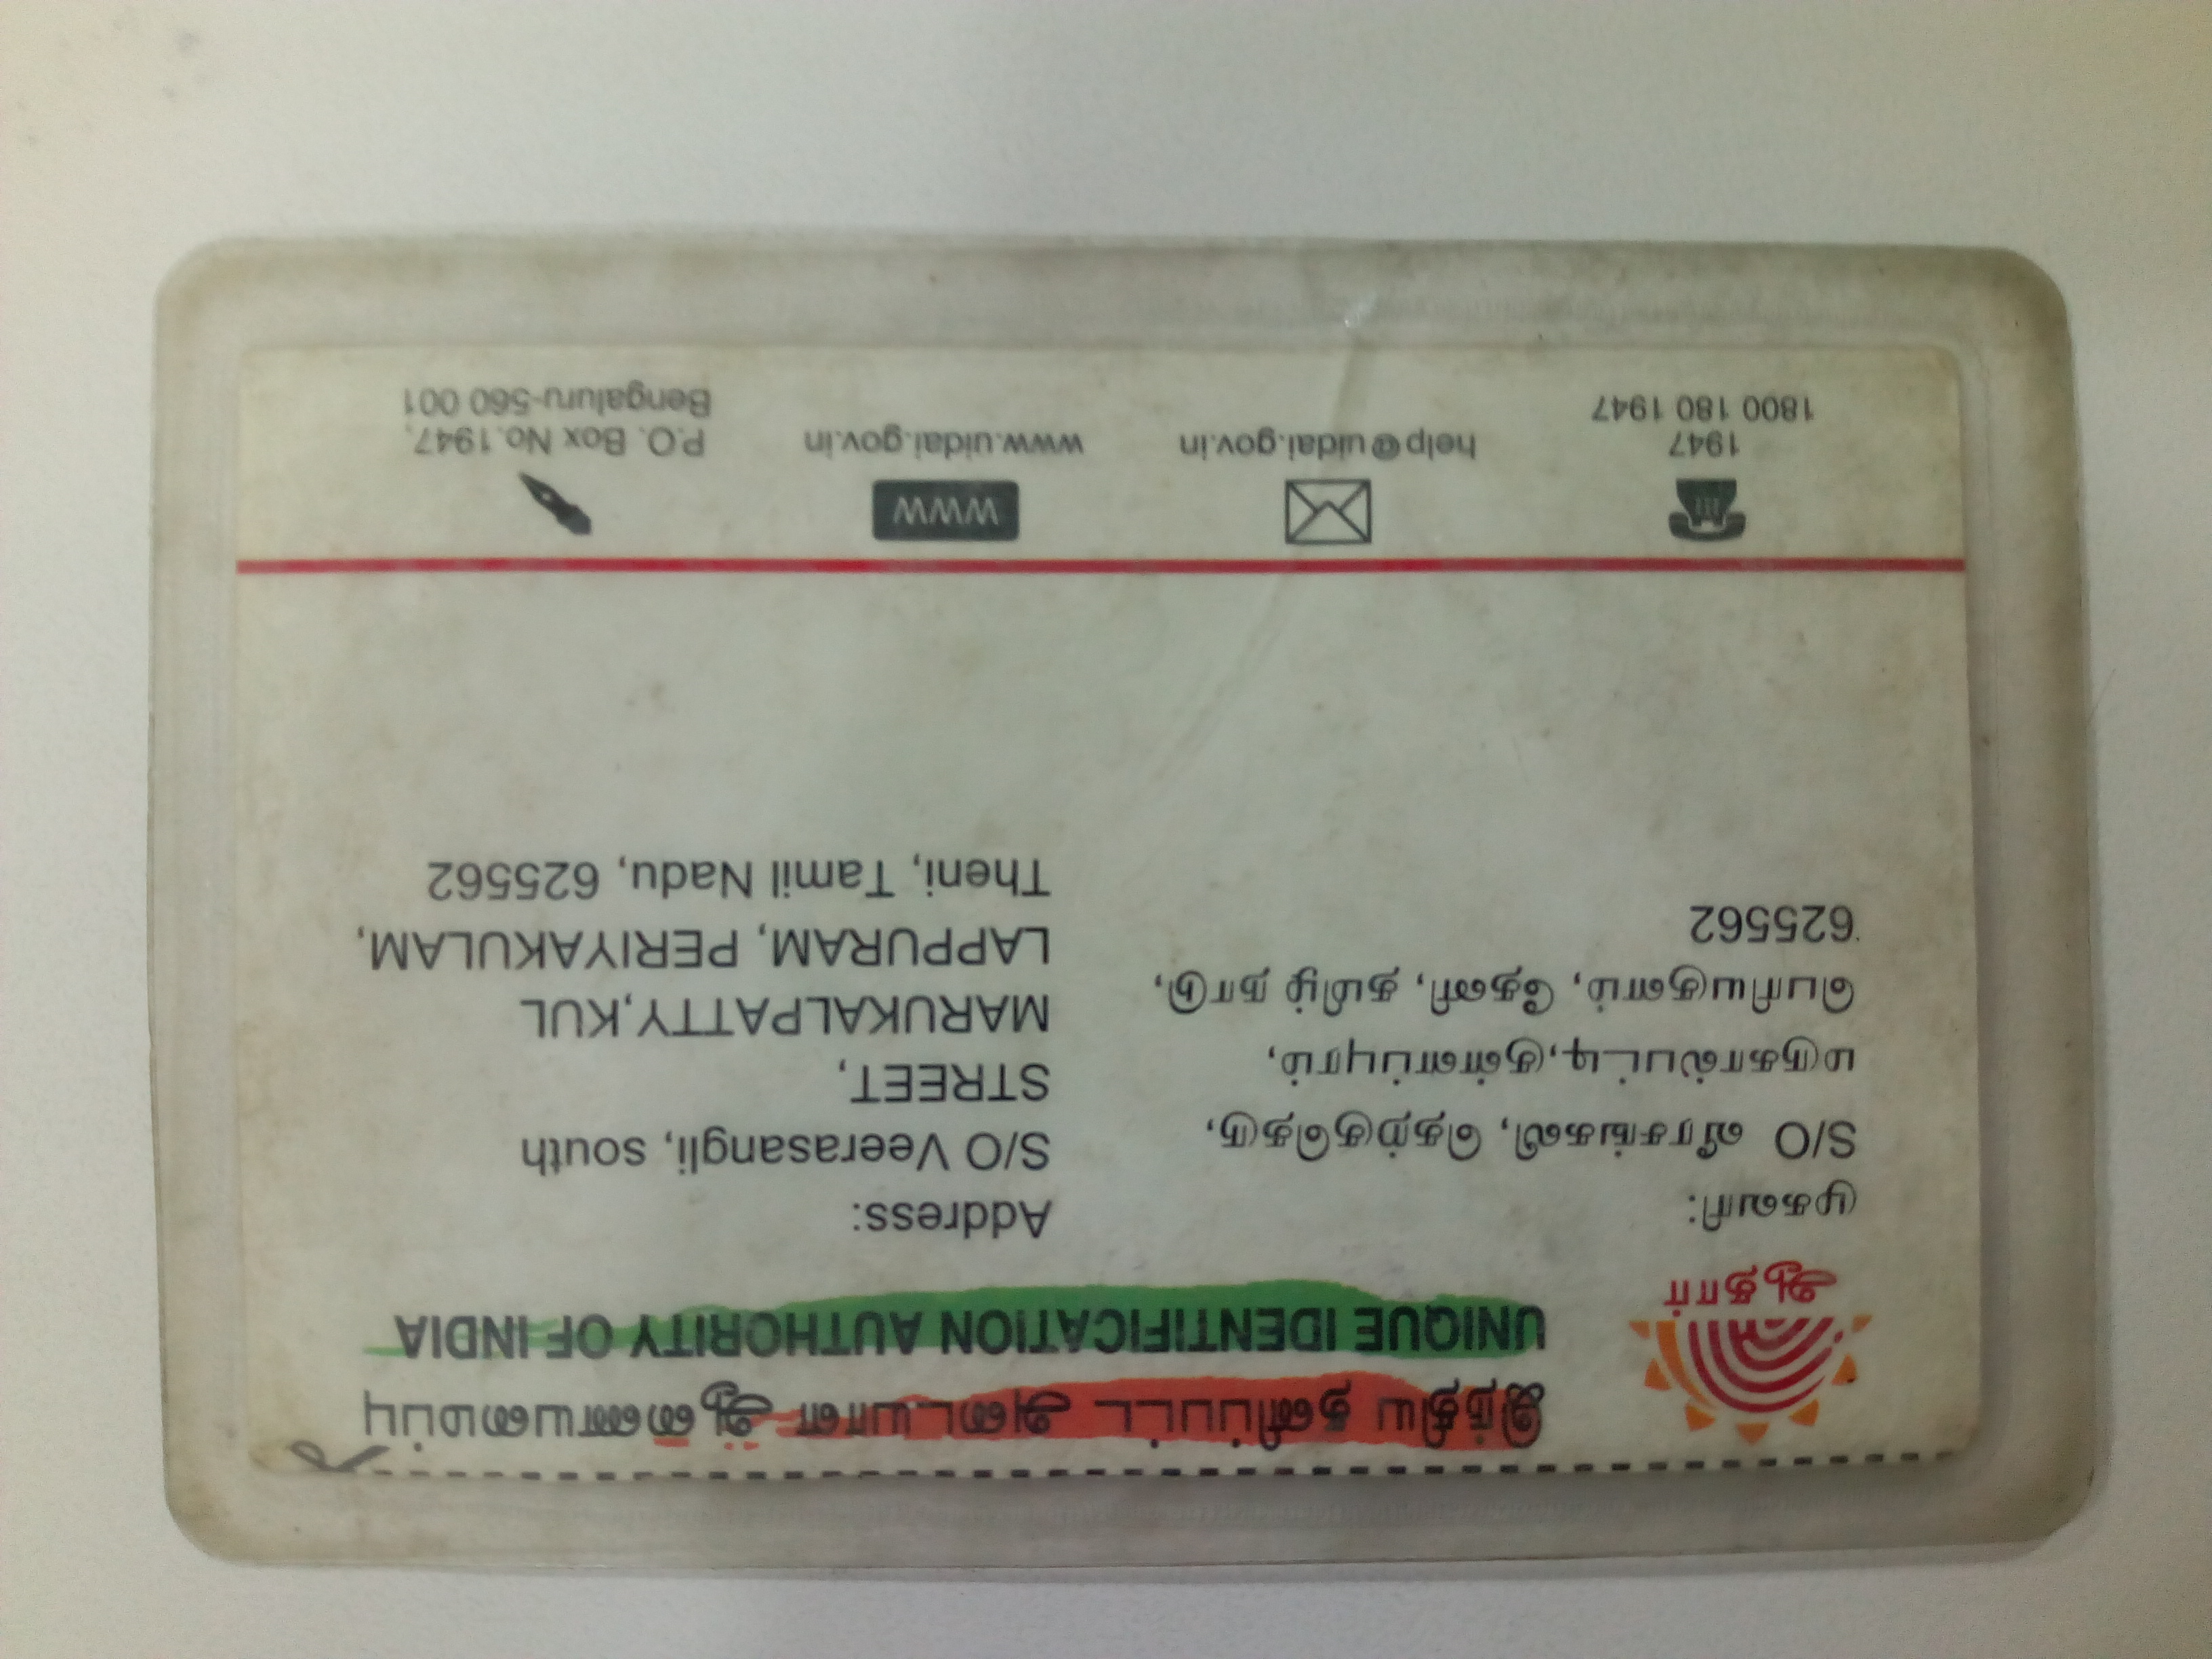 இந்திய தனிப்பட்ட அடையாள ஆணையமைப்பு
UNIQUE IDENTIFICATION AUTHORITY OF INDIA
ஆதார்
முகவரி:
S/O வீரசங்கலி, தெற்குதெரு,
மருகால்பட்டி,குள்ளப்புரம்,
பெரியகுளம், தேனி, தமிழ் நாடு,
625562
Address:
S/O Veerasangli, south
STREET,
MARUKALPATTY,KUL
LAPPURAM, PERIYAKULAM,
Theni, Tamil Nadu, 625562
1947
1800 180 1947
help@uidai.gov.in
WWW
www.uidai.gov.in
P.O. Box No.1947,
Bengaluru-560 001